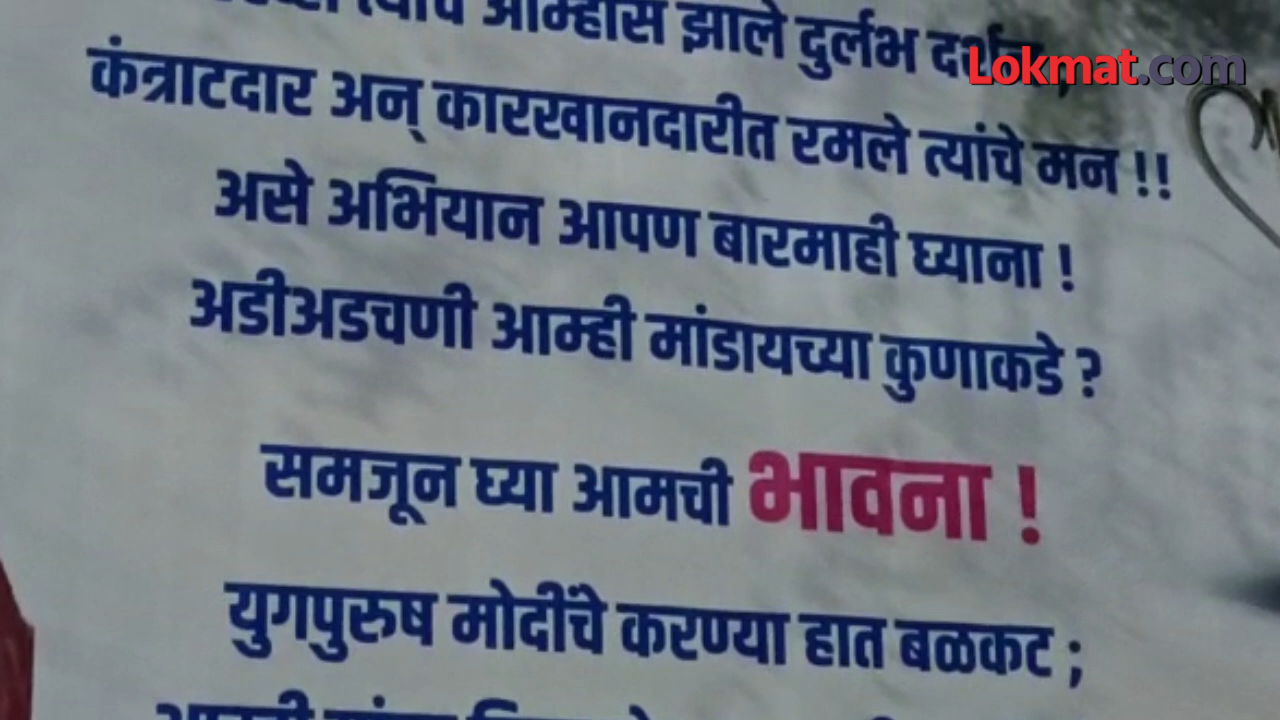 त्यांचे आम्हास झाले दुर्लभ दर्शन,
Lokmat.com
कंत्राटदार अन् कारखानदारीत रमले त्यांचे मन !!
असे अभियान आपण बारमाही घ्याना !
अडीअडचणी आम्ही मांडायच्या कुणाकडे ?
समजून घ्या आमची भावना !
युगपुरुष मोदींचे करण्या हात बळकट ;